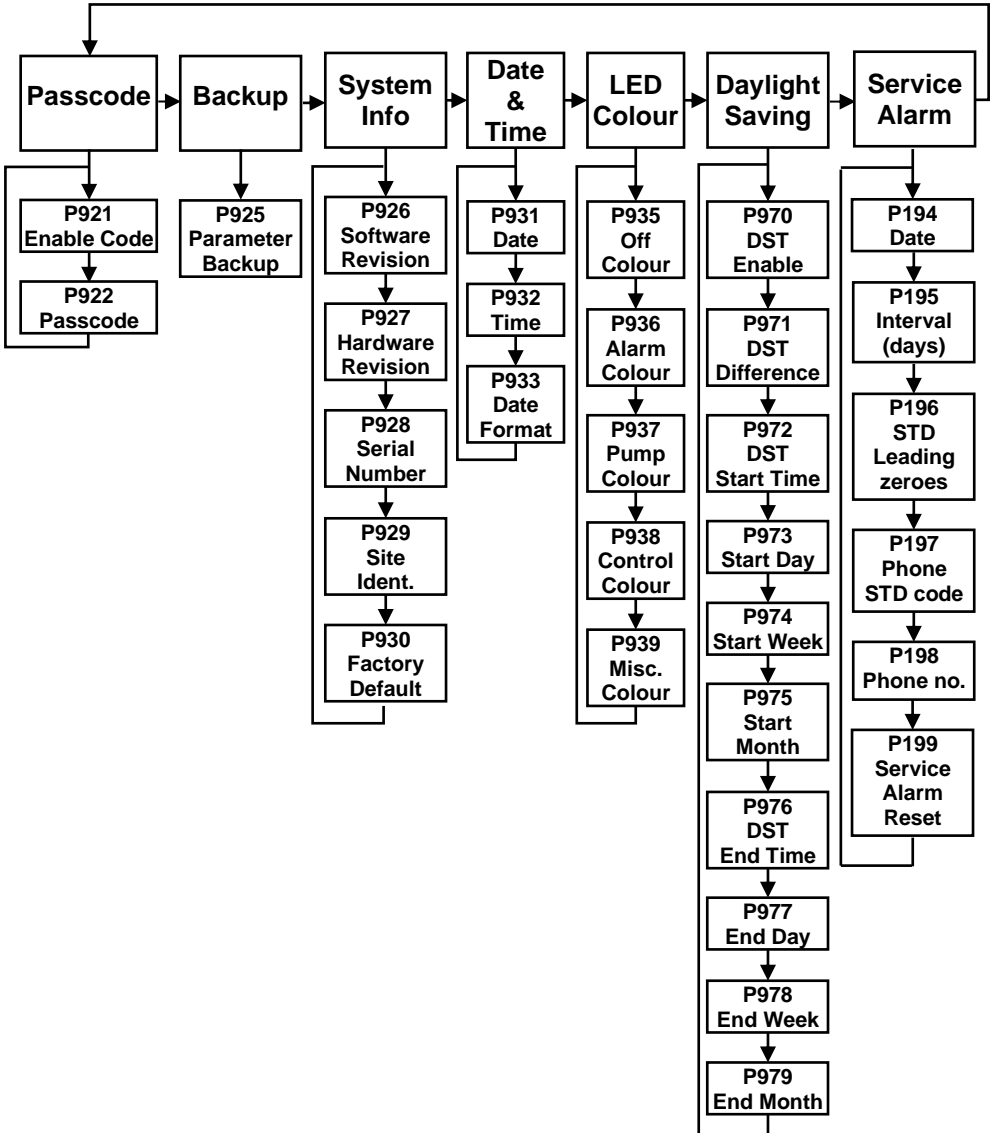 Passcode
Backup
System
Info
Date
&
Time
LED
Colour
Daylight
Saving
Service
Alarm
P921
Enable Code
P922
Passcode
P925
Parameter
Backup
P926
Software
Revision
P927
Hardware
Revision
P928
Serial
Number
P929
Site
Ident.
P930
Factory
Default
P931
Date
P932
Time
P933
Date
Format
P935
Off
Colour
P936
Alarm
Colour
P937
Pump
Colour
P938
Control
Colour
P939
Misc.
Colour
P970
DST
Enable
P971
DST
Difference
P972
DST
Start Time
P973
Start Day
P974
Start Week
P975
Start
Month
P976
DST
End Time
P977
End Day
P978
End Week
P979
End Month
P194
Date
P195
Interval
(days)
P196
STD
Leading
zeroes
P197
Phone
STD code
P198
Phone no.
P199
Service
Alarm
Reset